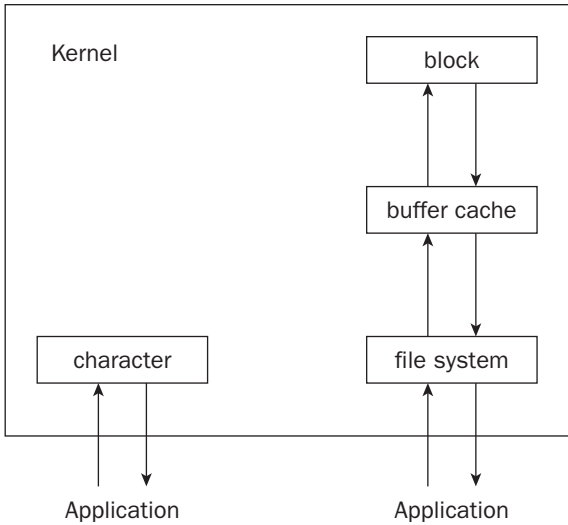 Kernel
block
buffer cache
character
file system
Application
Application